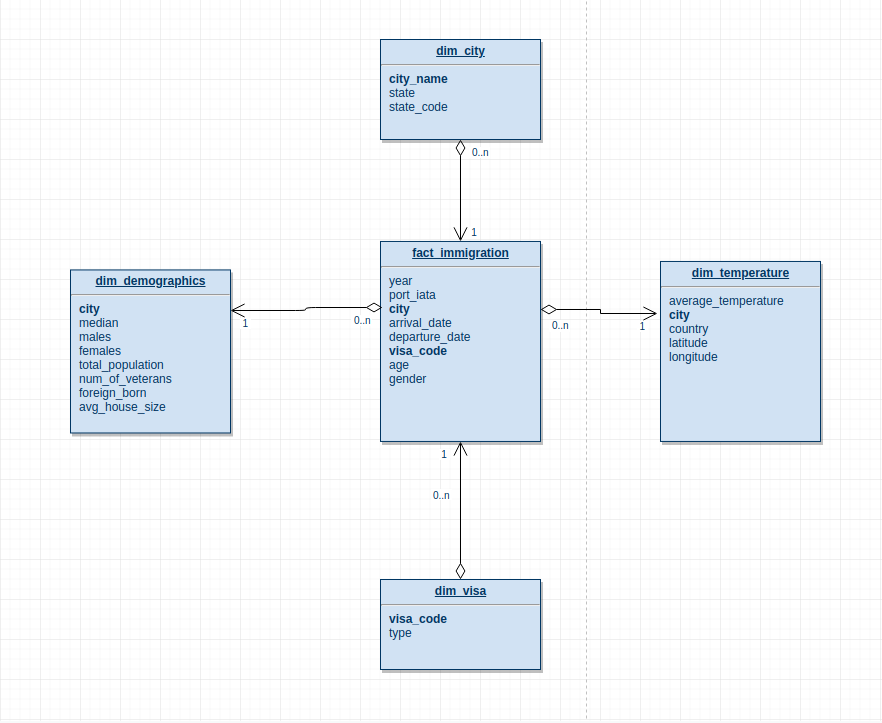 dim_city
city_name
state
state_code
0..n
1
fact_immigration
year
port_iata
city
arrival_date
departure_date
visa_code
age
gender
dim_demographics
city
median
males
females
total_population
num_of_veterans
foreign_born
avg_house_size
1
0..n
dim_temperature
average_temperature
city
country
latitude
longitude
0..n
1
1
0..n
dim_visa
visa_code
type